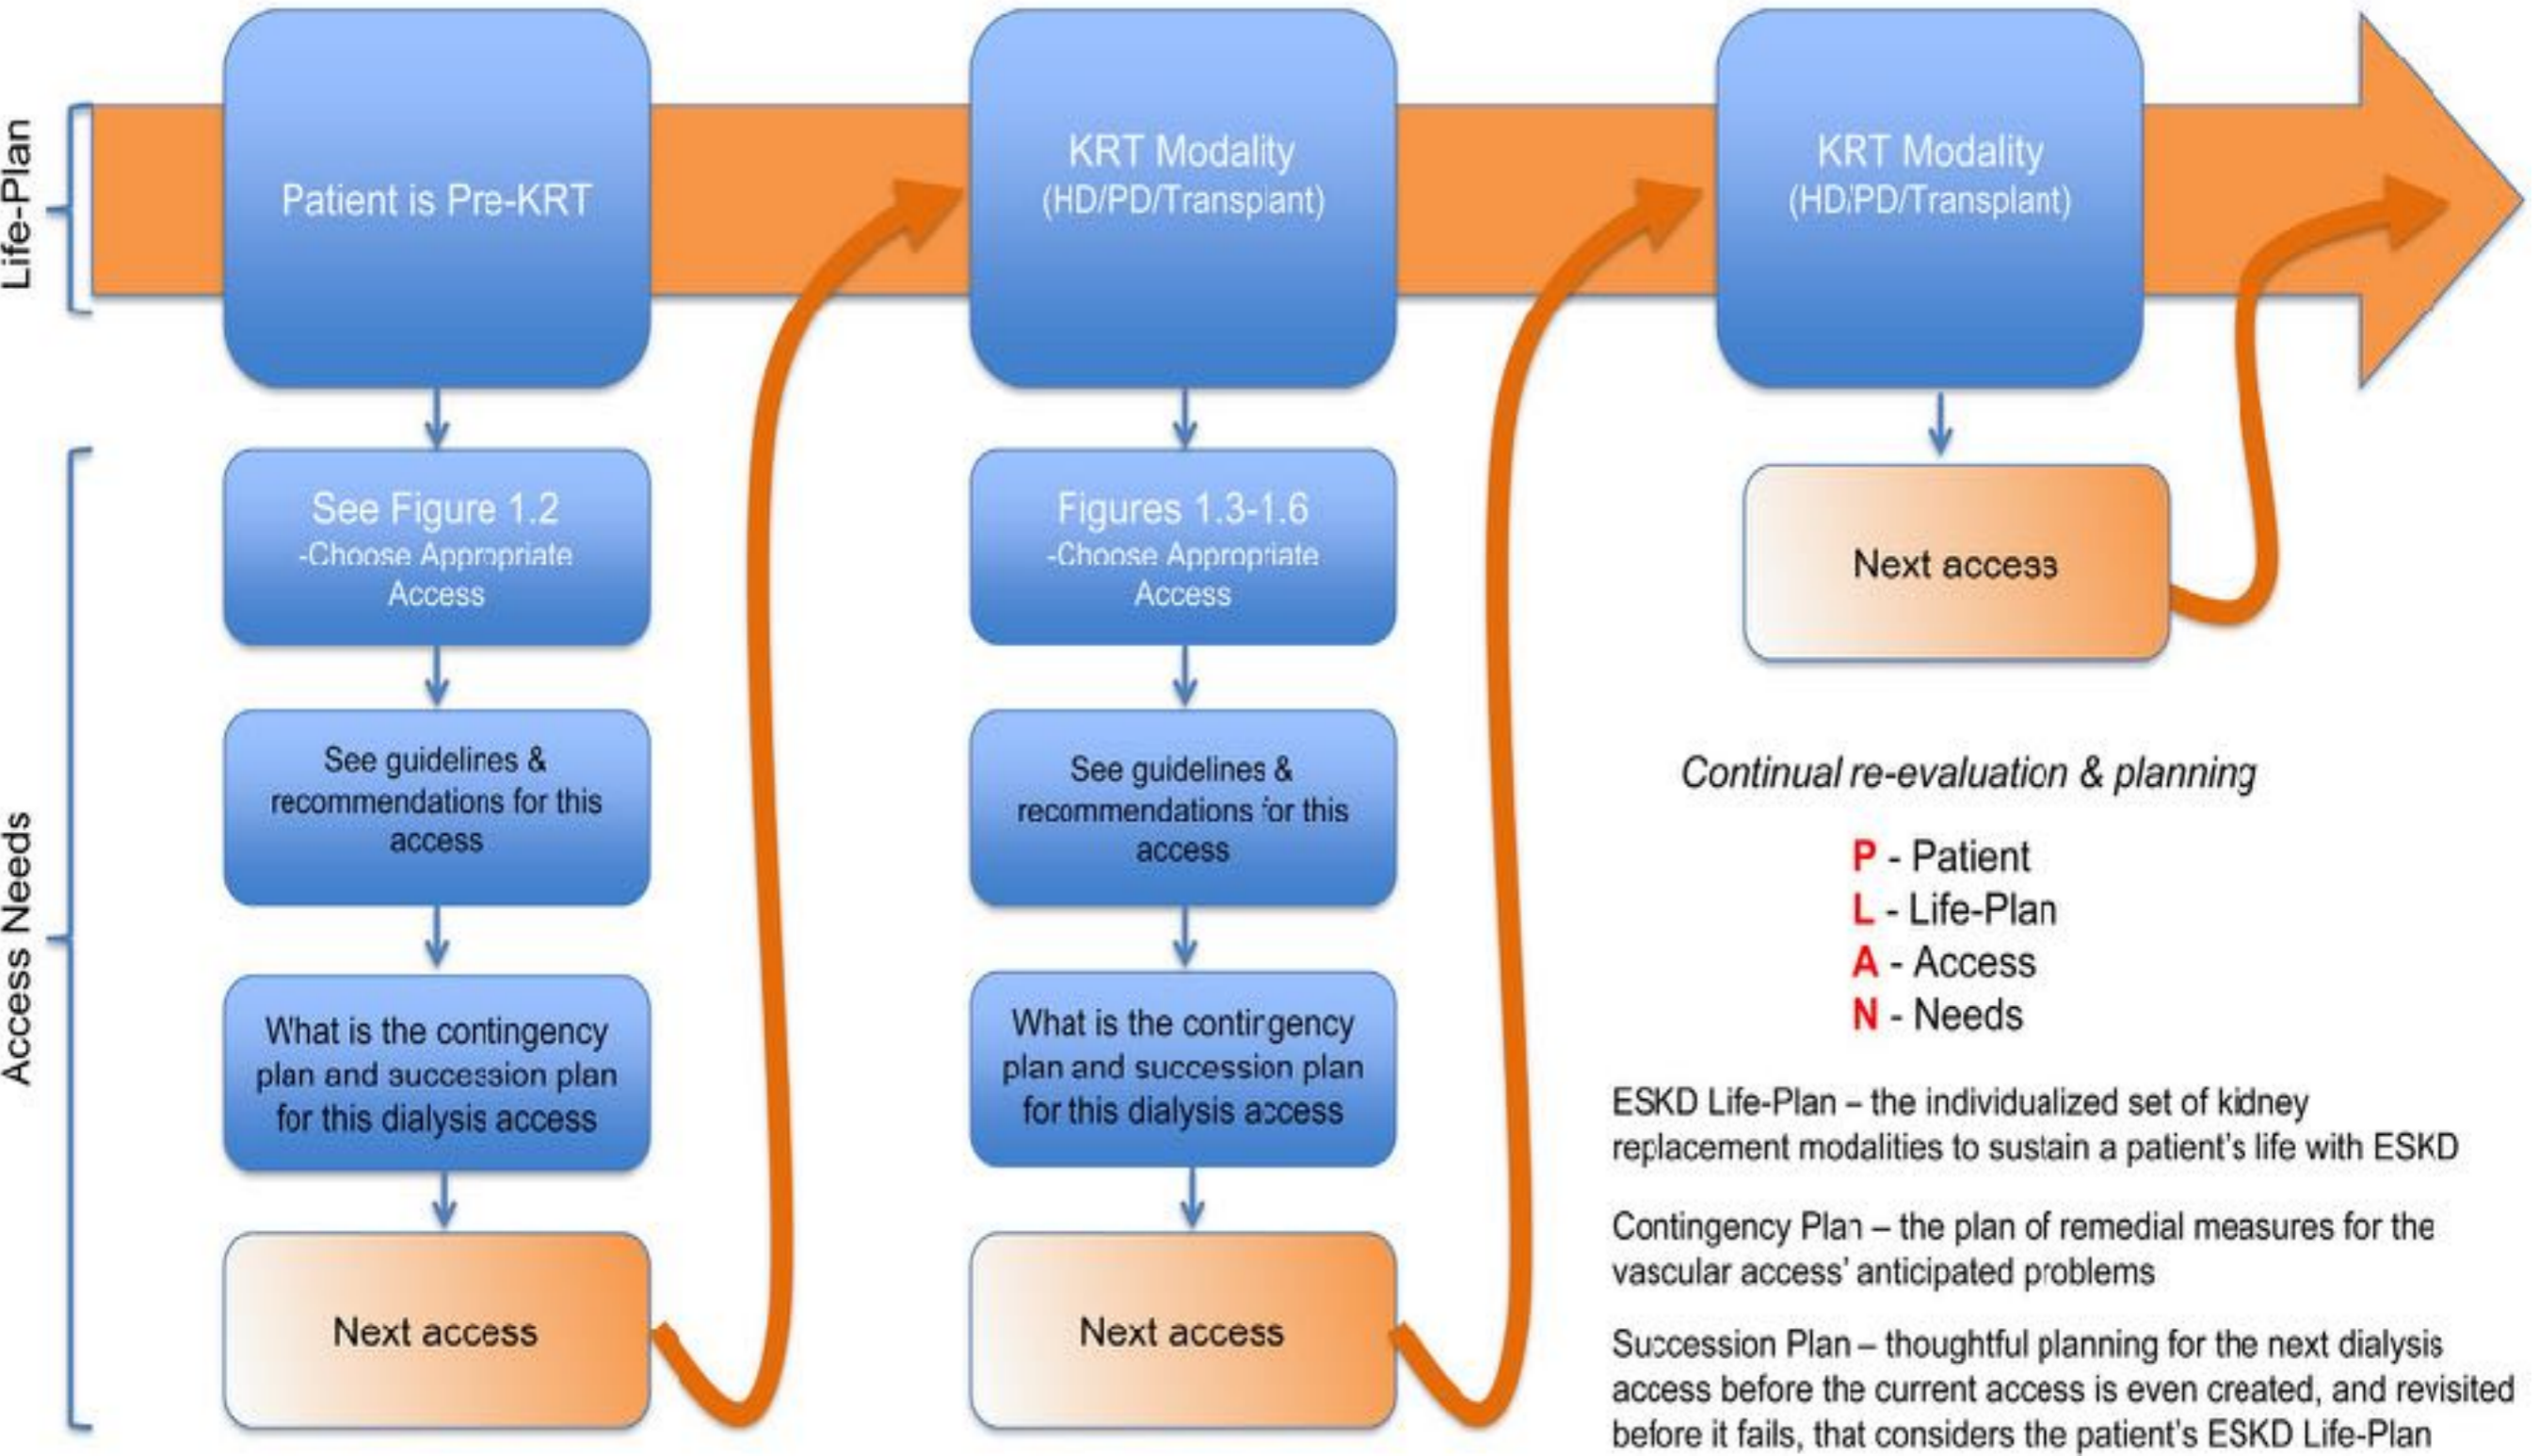 Life-Plan
Patient is Pre-KRT
KRT Modality
(HD/PD/Transplant)
KRT Modality
(HD/PD/Transplant)
Access Needs
See Figure 1.2
-Choose Appropriate
Access
See guidelines &
recommendations for this
access
What is the contingency
plan and succession plan
for this dialysis access
Next access
Figures 1.3-1.6
-Choose Appropriate
Access
See guidelines &
recommendations for this
access
What is the contingency
plan and succession plan
for this dialysis access
Next access
Next access
Continual re-evaluation & planning
P - Patient
L - Life-Plan
A - Access
N - Needs
ESKD Life-Plan – the individualized set of kidney
replacement modalities to sustain a patient's life with ESKD
Contingency Plan – the plan of remedial measures for the
vascular access' anticipated problems
Succession Plan – thoughtful planning for the next dialysis
access before the current access is even created, and revisited
before it fails, that considers the patient's ESKD Life-Plan